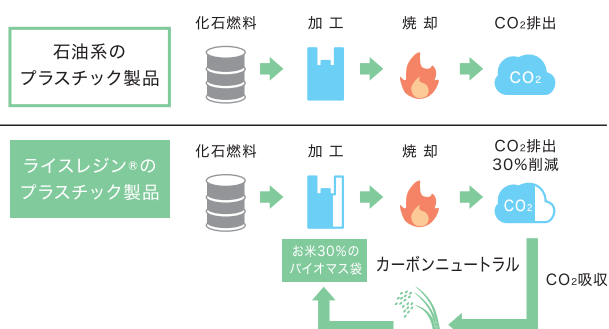 化石燃料
加工
焼却
CO₂排出
石油系の
プラスチック製品
CO₂
化石燃料
加工
焼却
CO₂排出
30%削減
ライスレジン®の
プラスチック製品
CO₂
お米30%の
バイオマス袋
カーボンニュートラル
CO₂吸収